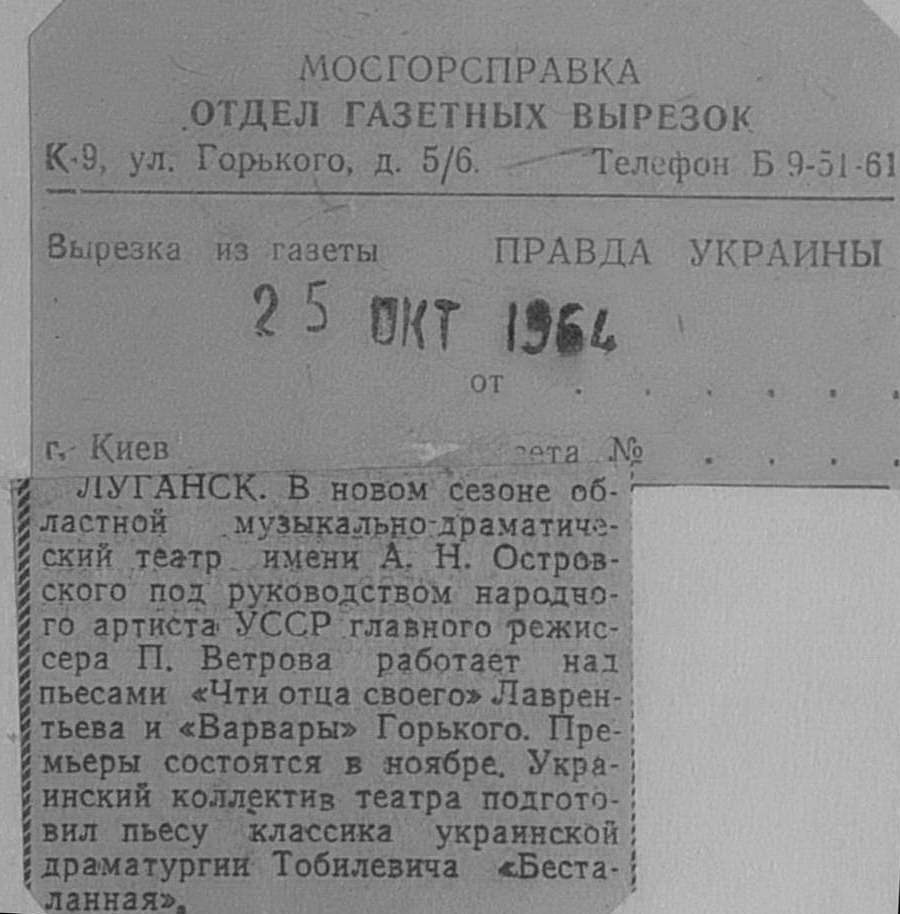 МОСГОРСПРАВКА
ОТДЕЛ ГАЗЕТНЫХ ВЫРЕЗОК
К-9, ул. Горького, д. 5/6. Телефон Б 9-51-61
Вырезка из газеты ПРАВДА УКРАИНЫ
25 ОКТ 1964
от . . . . . .
г. Киев зета № . . . .
ЛУГАНСК. В новом сезоне об-
ластной музыкально-драматиче-
ский театр имени А. Н. Остров-
ского под руководством народно-
го артиста УССР главного режис-
сера П. Ветрова работает над
пьесами «Чти отца своего» Лаврен-
тьева и «Варвары» Горького. Пре-
мьеры состоятся в ноябре. Укра-
инский коллектив театра подгото-
вил пьесу классика украинской
драматургии Тобилевича «Беста-
ланная».